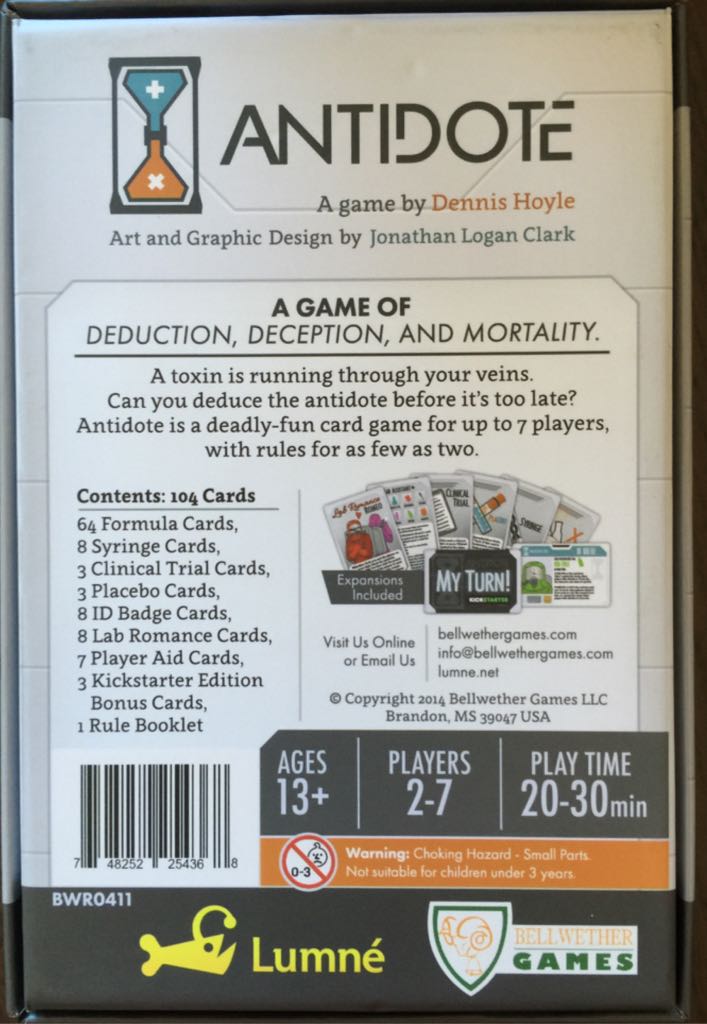 ANTIDOTE
A game by Dennis Hoyle
Art and Graphic Design by Jonathan Logan Clark
A GAME OF
DEDUCTION, DECEPTION, AND MORTALITY.
A toxin is running through your veins.
Can you deduce the antidote before it's too late?
Antidote is a deadly-fun card game for up to 7 players,
with rules for as few as two.
Contents: 104 Cards
64 Formula Cards,
8 Syringe Cards,
3 Clinical Trial Cards,
3 Placebo Cards,
8 ID Badge Cards,
8 Lab Romance Cards,
7 Player Aid Cards,
3 Kickstarter Edition
Bonus Cards,
1 Rule Booklet
Lab Romance
ROMEO
CLINICAL
TRIAL
SYRINGE
Expansions
Included
MY TURN!
KICKSTARTER
Visit Us Online
or Email Us
bellwethergames.com
info@bellwethergames.com
lumne.net
© Copyright 2014 Bellwether Games LLC
Brandon, MS 39047 USA
AGES
13+
PLAYERS
2-7
PLAY TIME
20-30min
7 48252 25436 8
0-3
Warning: Choking Hazard - Small Parts.
Not suitable for children under 3 years.
BWR0411
Lumné
BELLWETHER
GAMES